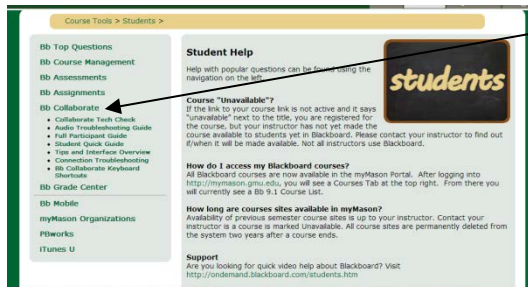 Course Tools > Students >
Bb Top Questions
Bb Course Management
Bb Assessments
Bb Assignments
Bb Collaborate
Collaborate Tech Check
Audio Troubleshooting Guide
Full Participant Guide
Student Quick Guide
Tips and Interface Overview
Connection Troubleshooting
Bb Collaborate Keyboard
Shortcuts
Bb Grade Center
Bb Mobile
myMason Organizations
PBworks
iTunes U
Student Help
Help with popular questions can be found using the
navigation on the left.
students
Course "Unavailable"?
If the link to your course link is not active and it says
"unavailable" next to the title, you are registered for
the course, but your instructor has not yet made the
course available to students yet in Blackboard. Please contact your instructor to find out
if/when it will be made available. Not all instructors use Blackboard.
How do I access my Blackboard courses?
All Blackboard courses are now available in the myMason Portal. After logging into
http://mymason.gmu.edu, you will see a Courses Tab at the top right. From there you
will currently see a Bb 9.1 Course List.
How long are courses sites available in myMason?
Availability of previous semester course sites is up to your instructor. Contact your
instructor is a course is marked Unavailable. All course sites are permanently deleted from
the system two years after a course ends.
Support
Are you looking for quick video help about Blackboard? Visit
http://ondemand.blackboard.com/students.htm